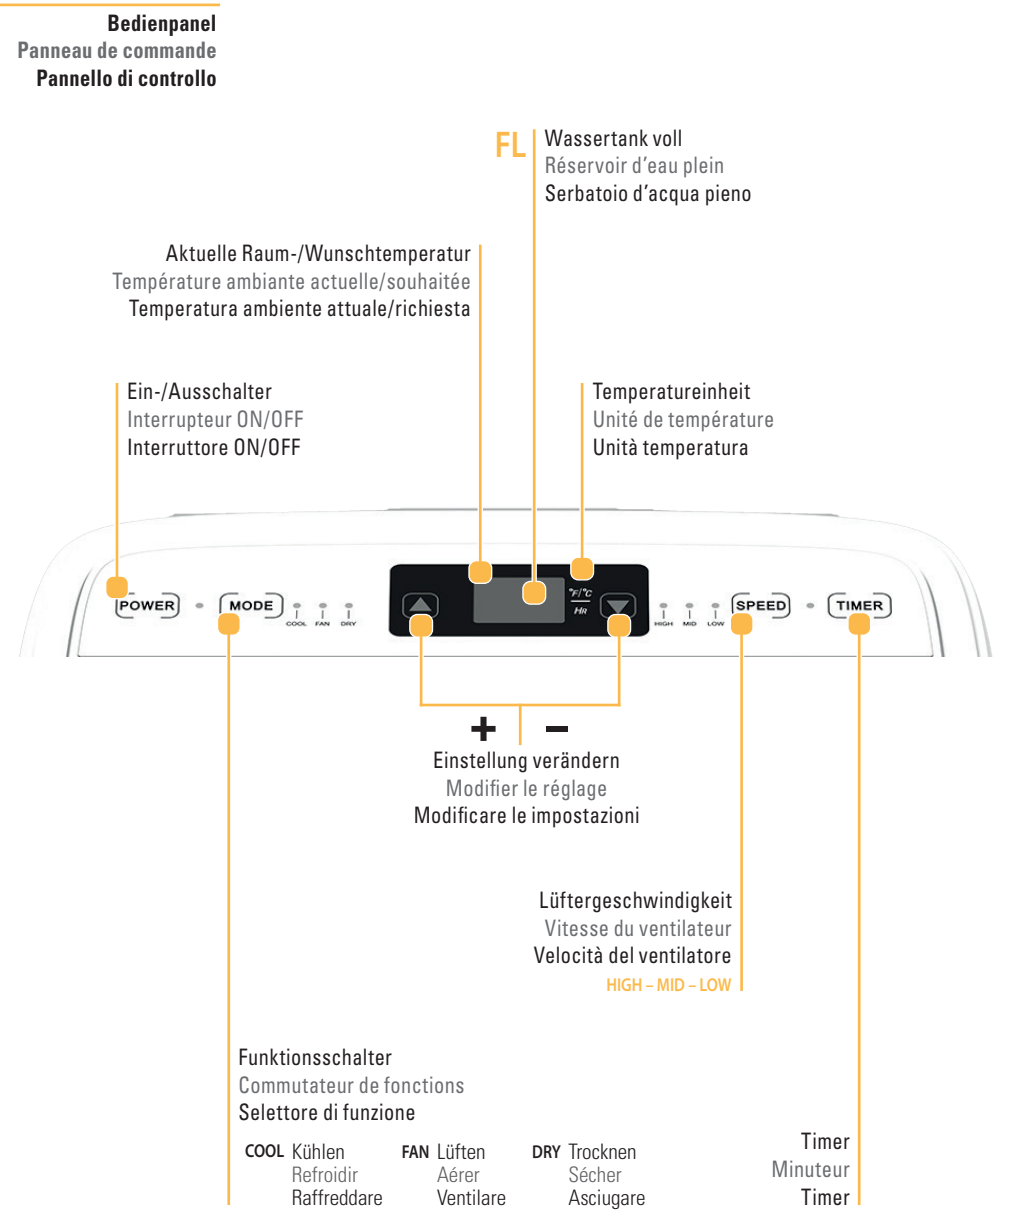 Bedienpanel
Panneau de commande
Pannello di controllo
FL
Wassertank voll
Réservoir d'eau plein
Serbatoio d'acqua pieno
Aktuelle Raum-/Wunschtemperatur
Température ambiante actuelle/souhaitée
Temperatura ambiente attuale/richiesta
Ein-/Ausschalter
Interrupteur ON/OFF
Interruttore ON/OFF
Temperatureinheit
Unité de température
Unità temperatura
POWER MODE COOL FAN DRY °F/°C HR HIGH MID LOW SPEED TIMER
+ −
Einstellung verändern
Modifier le réglage
Modificare le impostazioni
Lüftergeschwindigkeit
Vitesse du ventilateur
Velocità del ventilatore
HIGH – MID – LOW
Funktionsschalter
Commutateur de fonctions
Selettore di funzione
COOL Kühlen
Refroidir
Raffreddare
FAN Lüften
Aérer
Ventilare
DRY Trocknen
Sécher
Asciugare
Timer
Minuteur
Timer